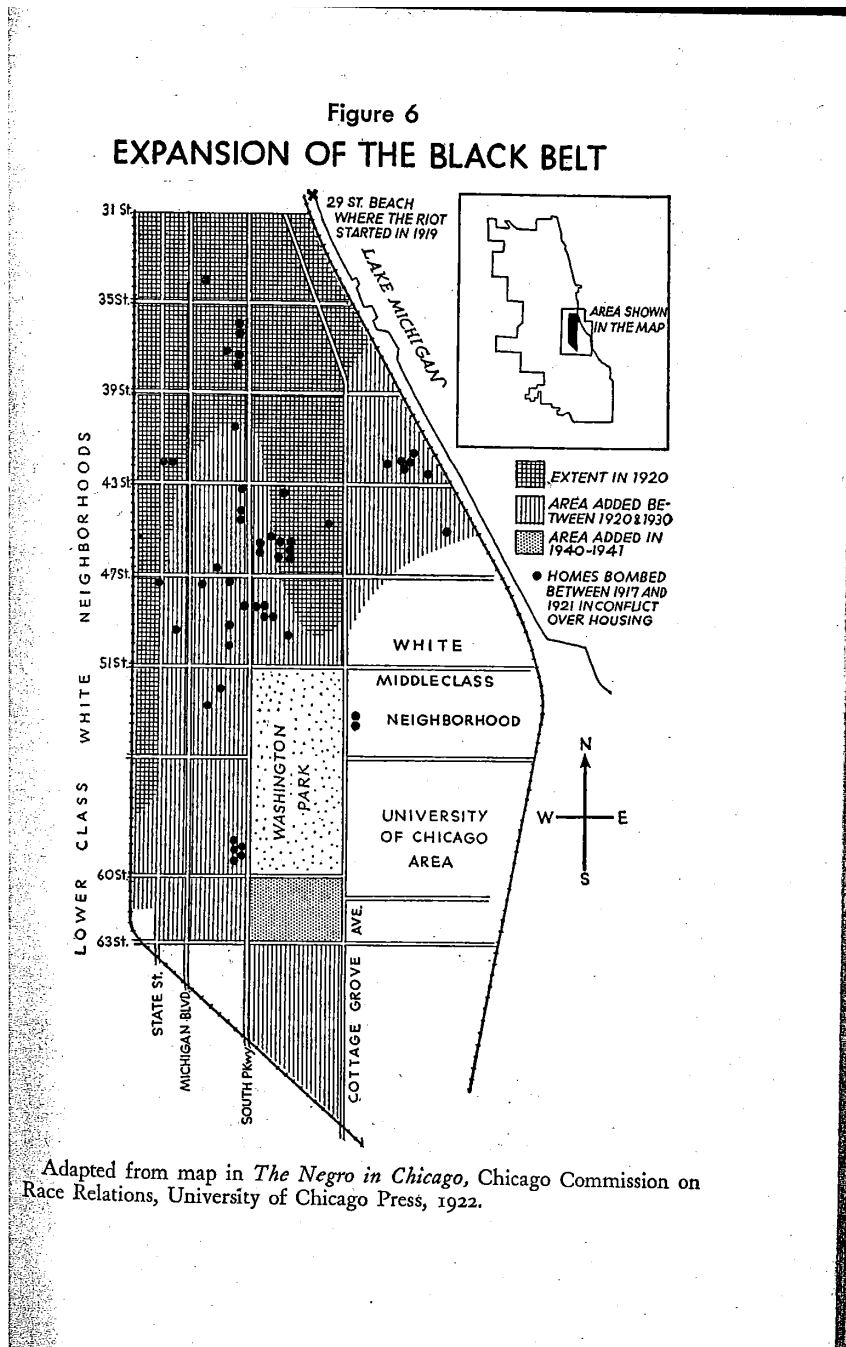 Figure 6
EXPANSION OF THE BLACK BELT
31 St.
29 ST. BEACH
WHERE THE RIOT
STARTED IN 1919
LAKE MICHIGAN
AREA SHOWN
IN THE MAP
35St.
39 St.
43 St.
47St.
51St.
60St.
63St.
LOWER CLASS WHITE NEIGHBORHOODS
EXTENT IN 1920
AREA ADDED BE-
TWEEN 1920&1930
AREA ADDED IN
1940-1941
HOMES BOMBED
BETWEEN 1917 AND
1921 IN CONFLICT
OVER HOUSING
WHITE
MIDDLECLASS
NEIGHBORHOOD
WASHINGTON
PARK
UNIVERSITY
OF CHICAGO
AREA
N
W
E
S
STATE St.
MICHIGAN BLVD.
SOUTH PKwy.
COTTAGE GROVE AVE.
Adapted from map in The Negro in Chicago, Chicago Commission on
Race Relations, University of Chicago Press, 1922.